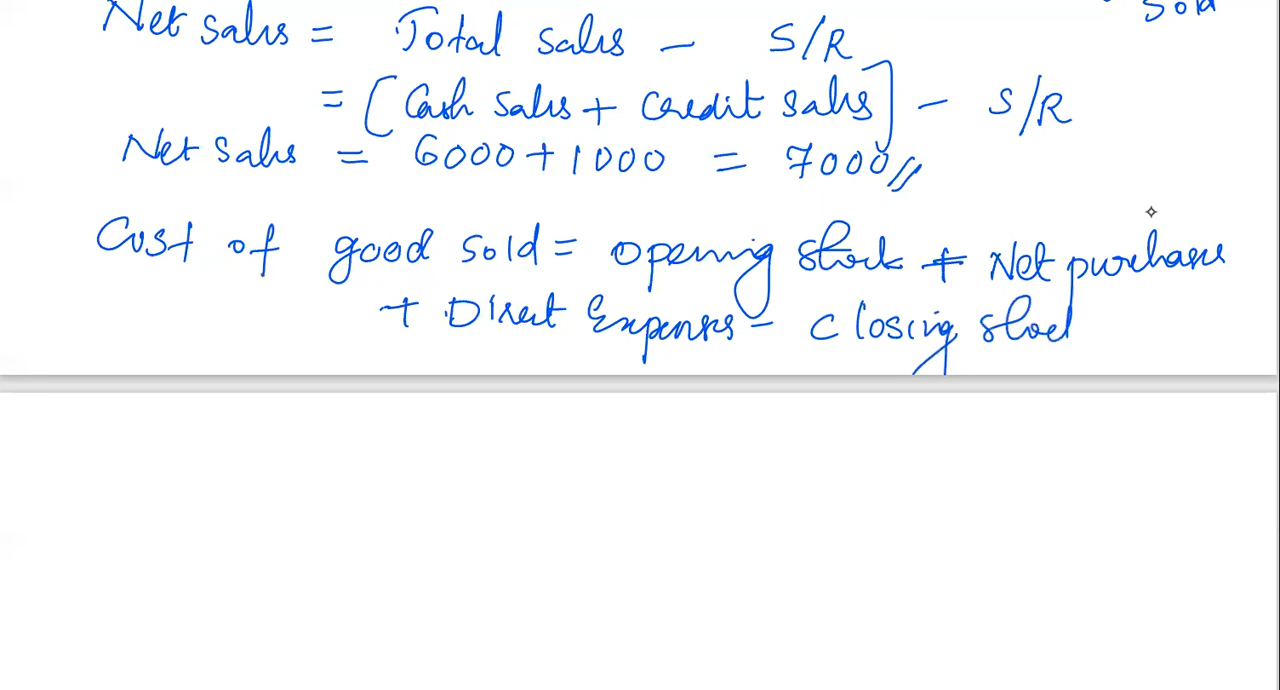 Sold
Net sales = Total sales - S/R
= [Cash sales + credit sales] - S/R
Net sales = 6000 + 1000 = 7000//
Cost of good sold = opening stock + Net purchase
+ Direct Expenses - closing stock